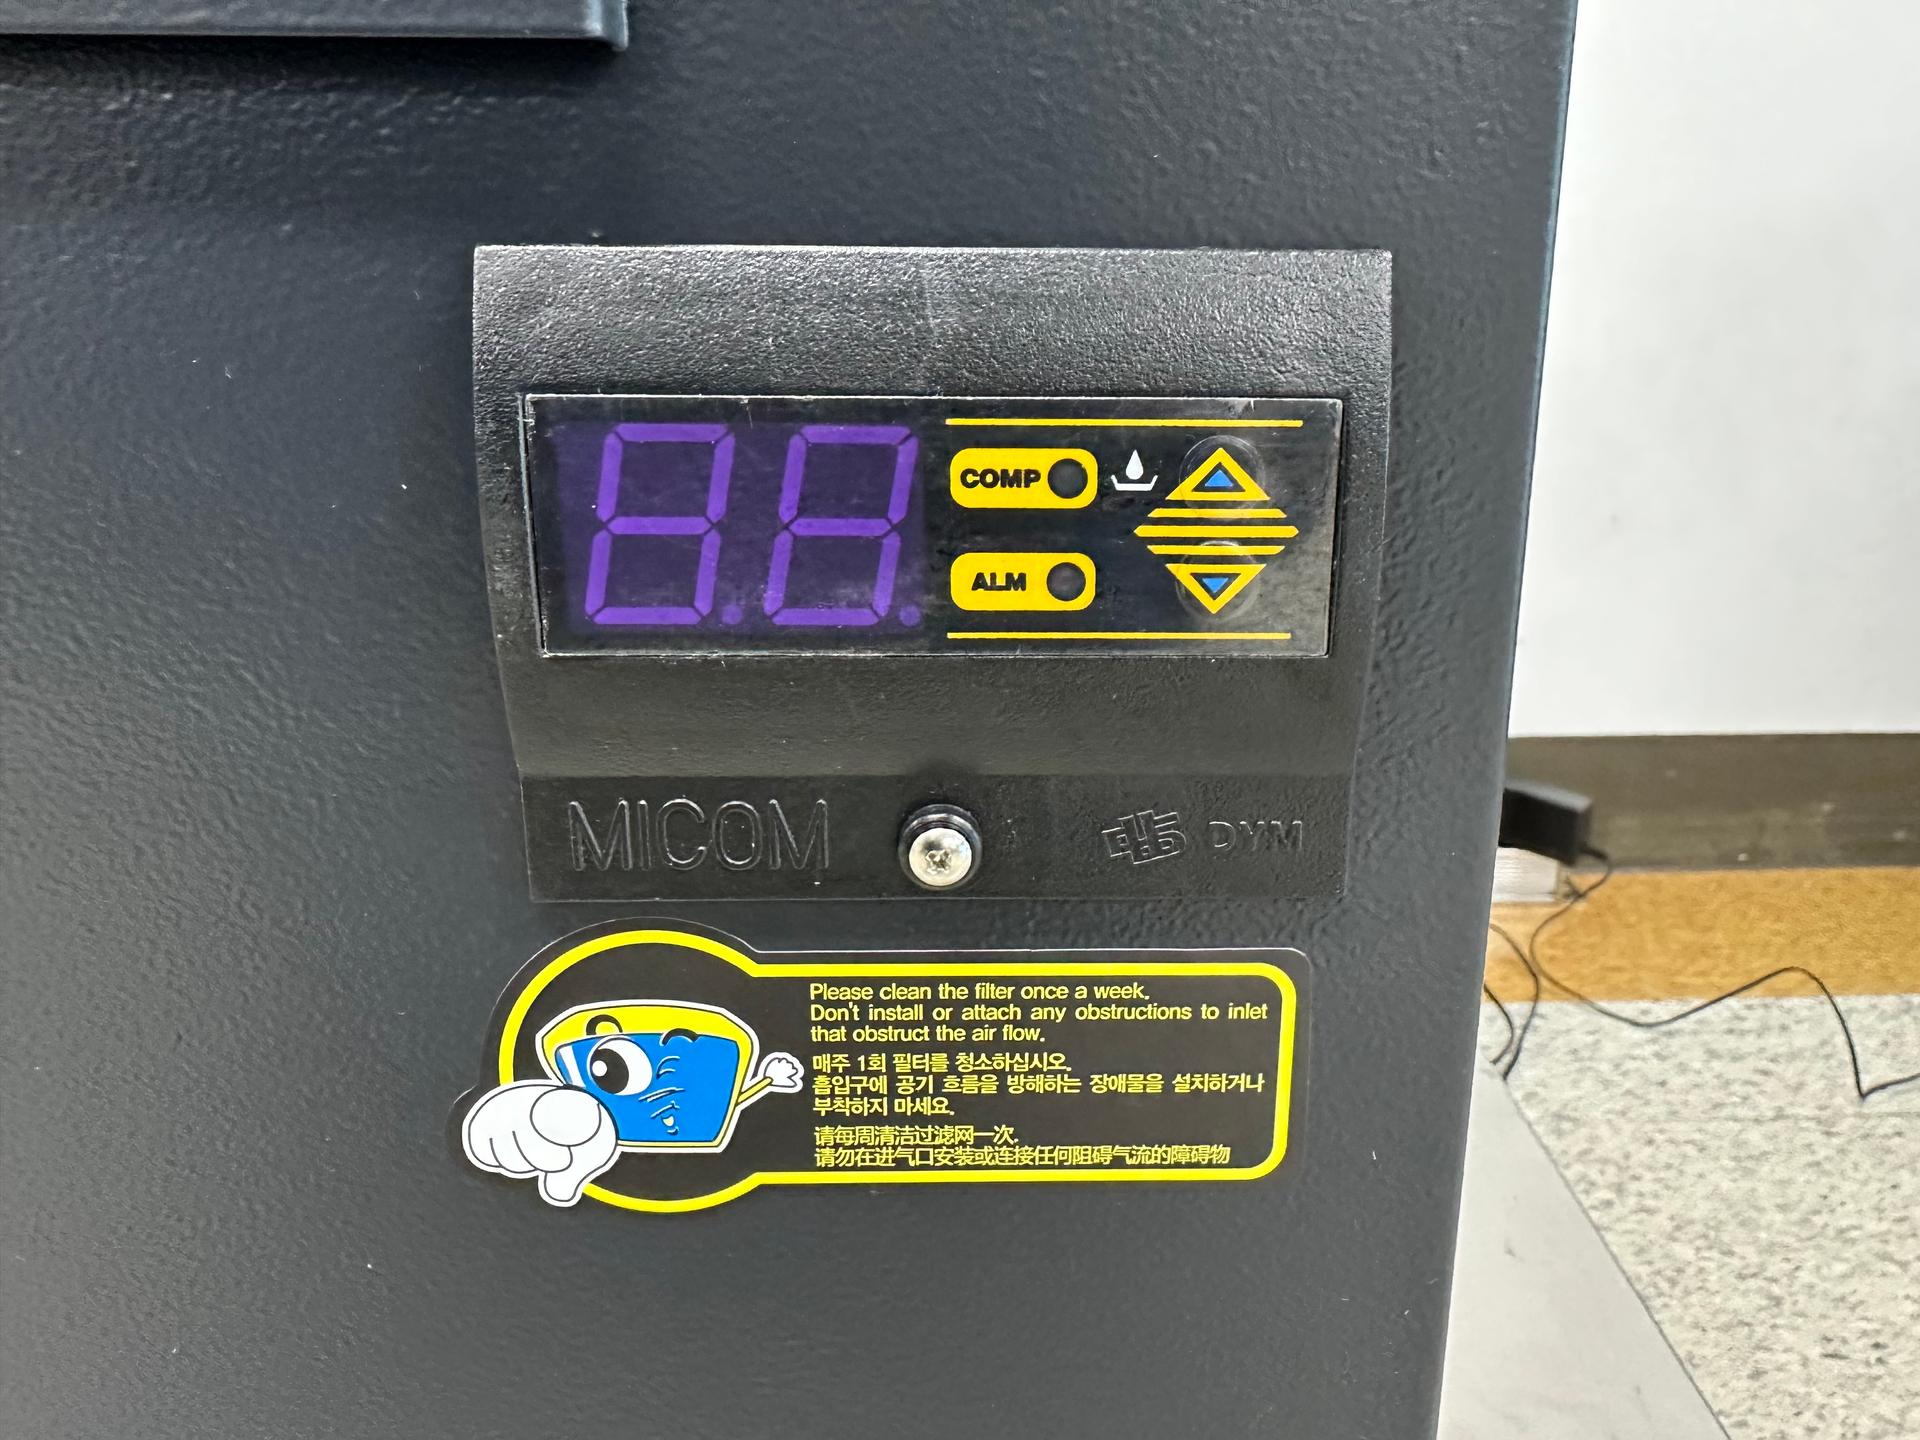 8.8.
COMP
ALM
MICOM
DYM
Please clean the filter once a week.
Don't install or attach any obstructions to inlet
that obstruct the air flow.
매주 1회 필터를 청소하십시오.
흡입구에 공기 흐름을 방해하는 장애물을 설치하거나
부착하지 마세요.
请每周清洁过滤网一次.
请勿在进气口安装或连接任何阻碍气流的障碍物